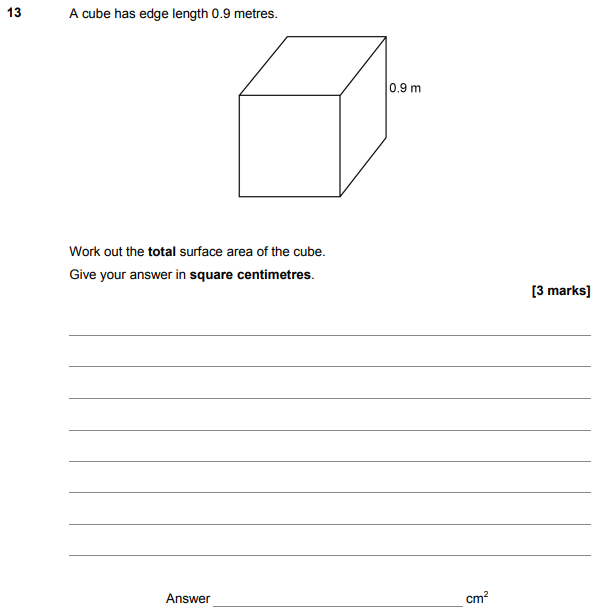 13 A cube has edge length 0.9 metres.
0.9 m
Work out the total surface area of the cube.
Give your answer in square centimetres.
[3 marks]
Answer cm²